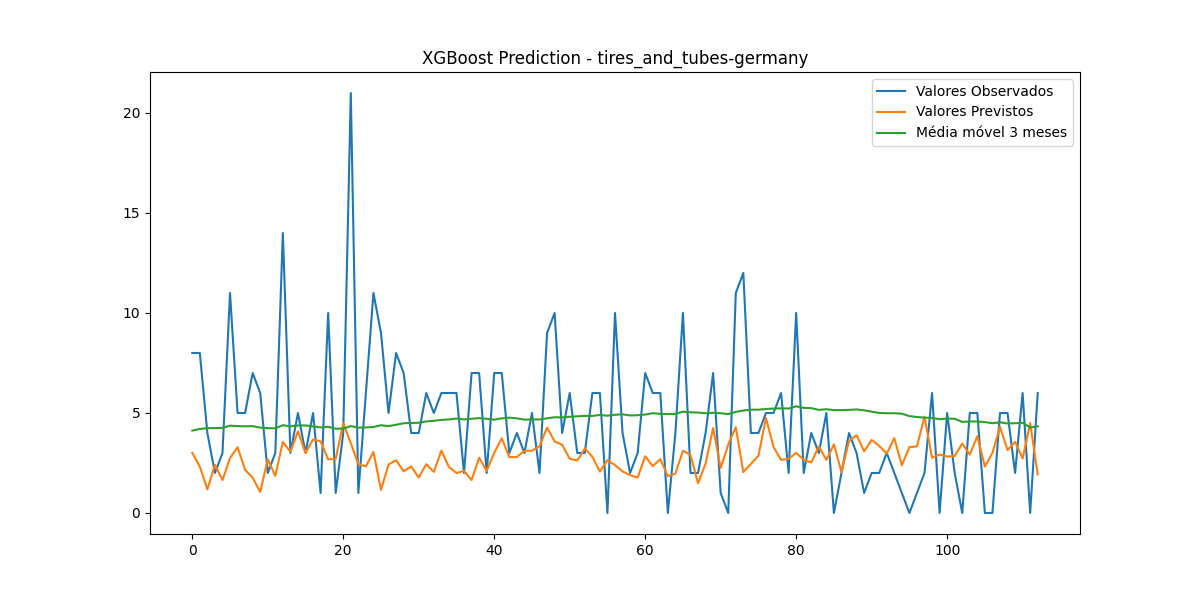 XGBoost Prediction - tires_and_tubes-germany
Valores Observados
Valores Previstos
Média móvel 3 meses
20
15
10
5
0
0 20 40 60 80 100